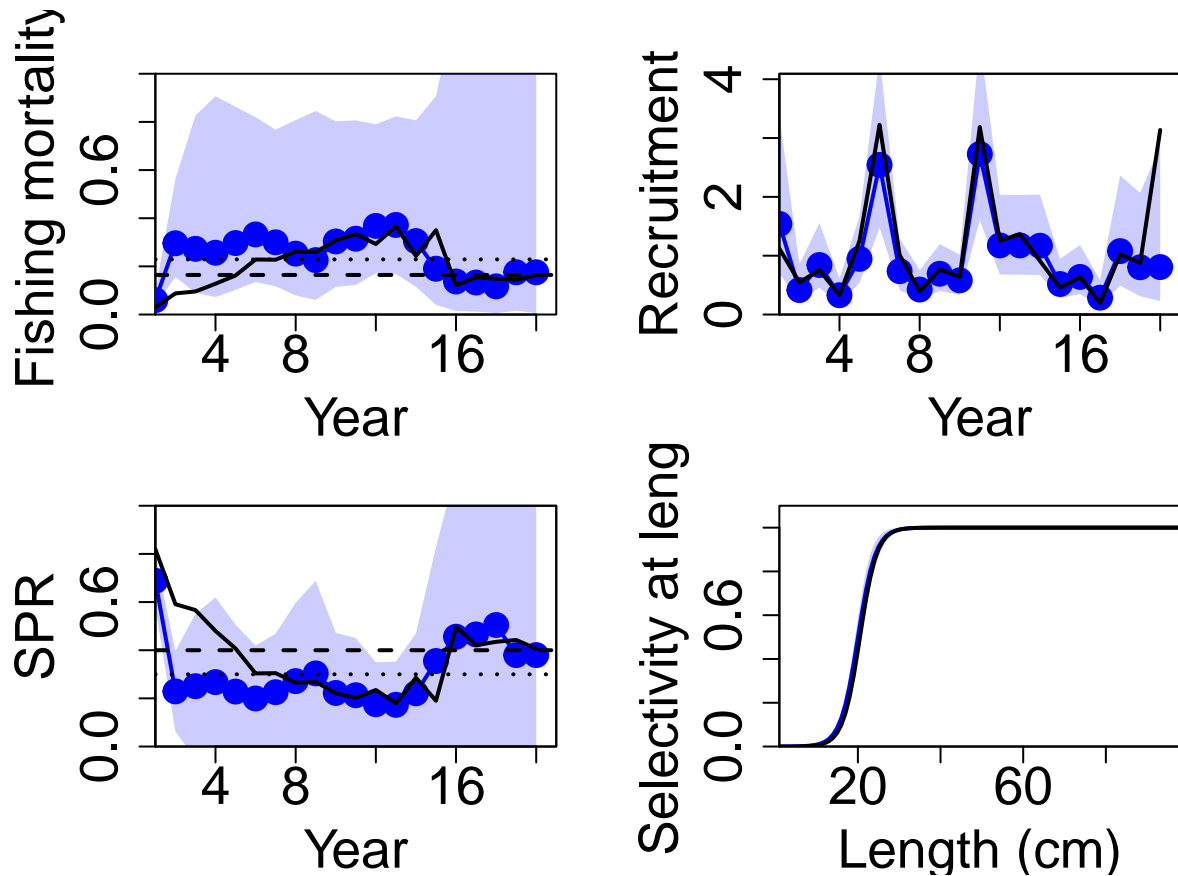 Fishing mortality
0.0 0.6
4 8 16
Year
Recruitment
0 2 4
4 8 16
Year
SPR
0.0 0.6
4 8 16
Year
Selectivity at leng
0.0 0.6
20 60
Length (cm)